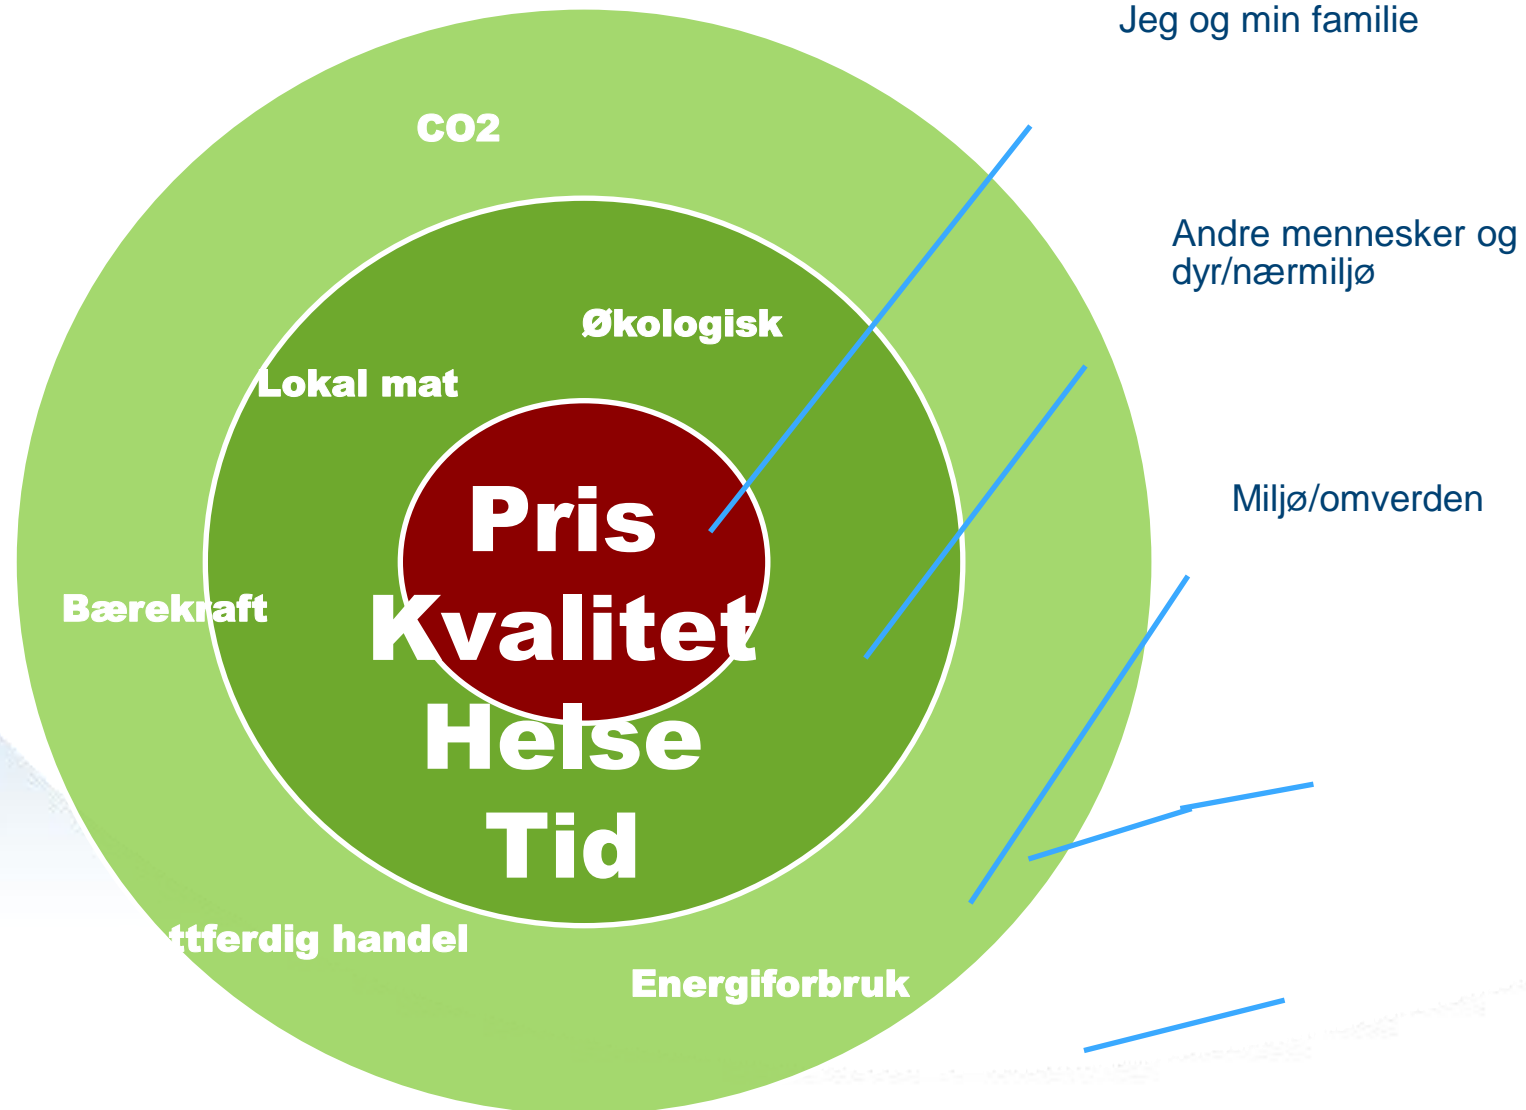 Jeg og min familie
CO2
Andre mennesker og
dyr/nærmiljø
Økologisk
Lokal mat
Pris
Kvalitet
Helse
Tid
Miljø/omverden
Bærekraft
ttferdig handel
Energiforbruk